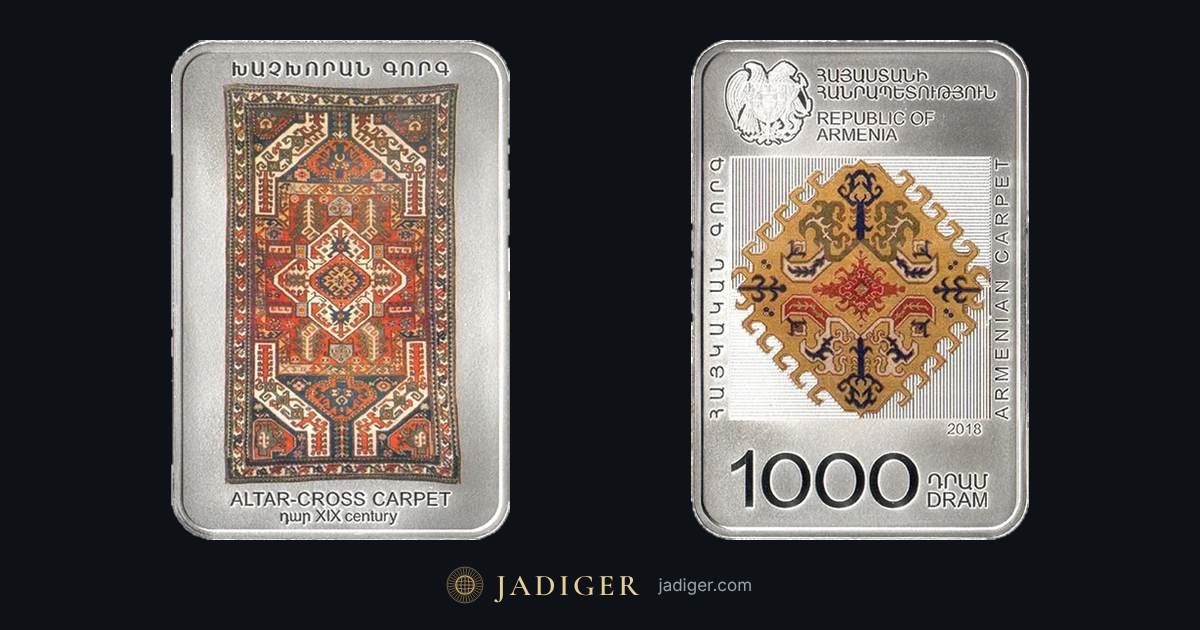 ԽԱՉԽՈՐԱՆ ԳՈՐԳ
ALTAR-CROSS CARPET
դար XIX century
ՀԱՅԱՍՏԱՆԻ
ՀԱՆՐԱՊԵՏՈՒԹՅՈՒՆ
REPUBLIC OF
ARMENIA
ՀԱՅԿԱԿԱՆ ԳՈՐԳ
ARMENIAN CARPET
2018
1000 ԴՐԱՄ
DRAM
JADIGER jadiger.com